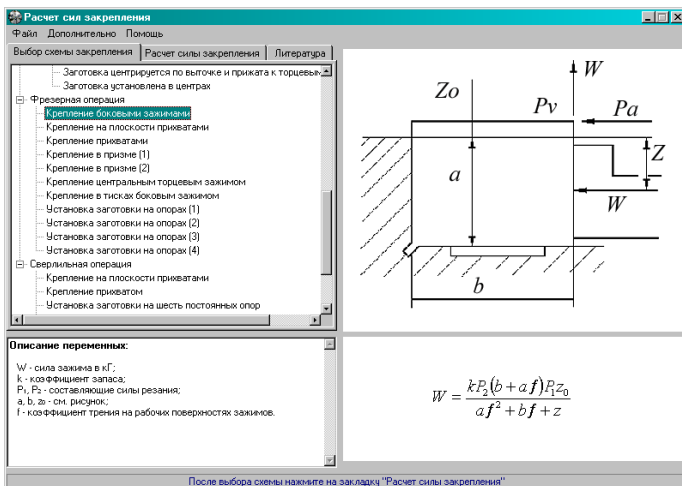 Расчет сил закрепления
Файл Дополнительно Помощь
Выбор схемы закрепления Расчет силы закрепления Литература
Заготовка центрируется по выточке и прижата к торцевым
Заготовка установлена в центрах
Фрезерная операция
Крепление боковыми зажимами
Крепление на плоскости прихватами
Крепление прихватами
Крепление в призме (1)
Крепление в призме (2)
Крепление центральным торцевым зажимом
Крепление в тисках боковым зажимом
Установка заготовки на опорах (1)
Установка заготовки на опорах (2)
Установка заготовки на опорах (3)
Установка заготовки на опорах (4)
Сверлильная операция
Крепление на плоскости прихватами
Крепление прихватом
Установка заготовки на шесть постоянных опор
W
Zo
Pv
Pa
a
Z
W
b
Описание переменных:
W - сила зажима в кГ;
k - коэффициент запаса;
P₁, P₂ - составляющие силы резания;
a, b, z₀ - см. рисунок;
f - коэффициент трения на рабочих поверхностях зажимов.
W = kP₂(b + af)P₁z₀ / af² + bf + z
После выбора схемы нажмите на закладку "Расчет силы закрепления"